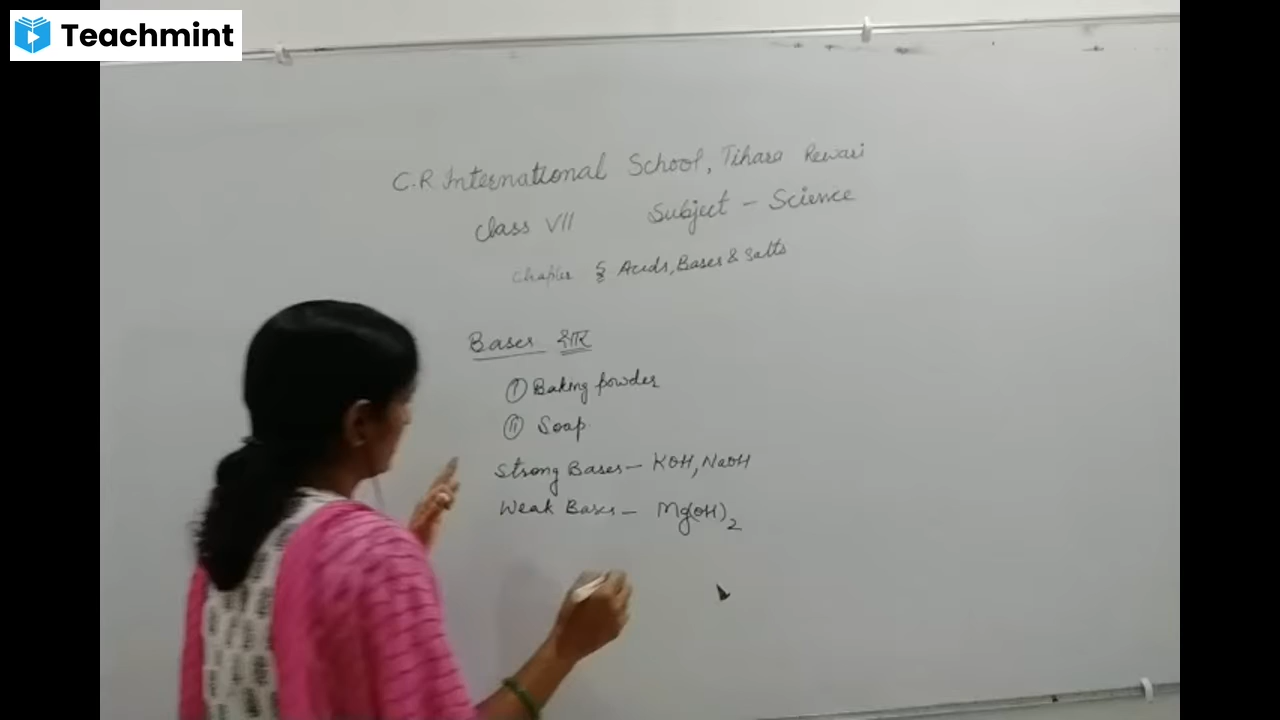 Teachmint
C.R. International School, Tihara Rewari
Class VII Subject - Science
Chapter 5 Acids, Bases & Salts
Bases क्षार
(I) Baking powder
(II) Soap
Strong Bases - KOH, NaOH
Weak Bases - Mg(OH)2